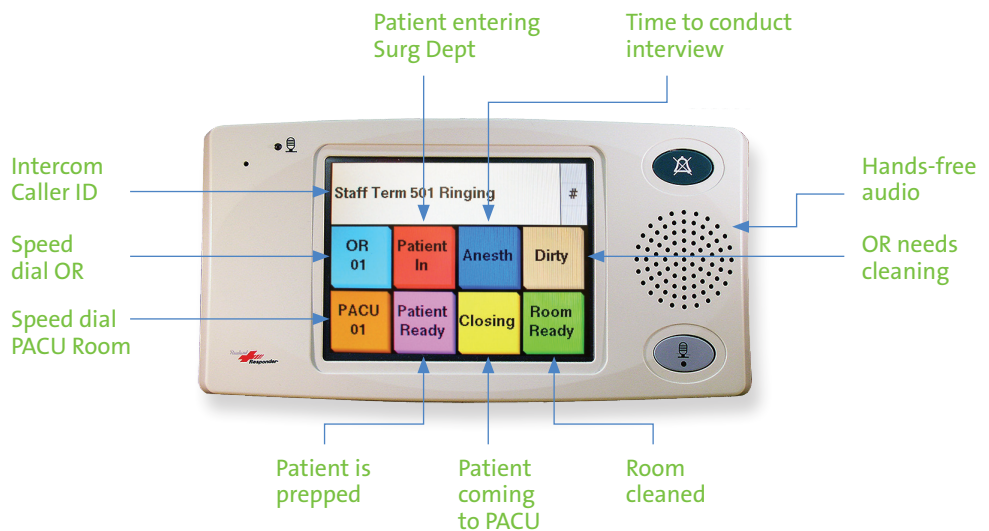 Patient entering
Surg Dept
Time to conduct
interview
Intercom
Caller ID
Staff Term 501 Ringing
#
Hands-free
audio
Speed
dial OR
OR
01
Patient
In
Anesth
Dirty
OR needs
cleaning
Speed dial
PACU Room
PACU
01
Patient
Ready
Closing
Room
Ready
Responder
Patient is
prepped
Patient
coming
to PACU
Room
cleaned